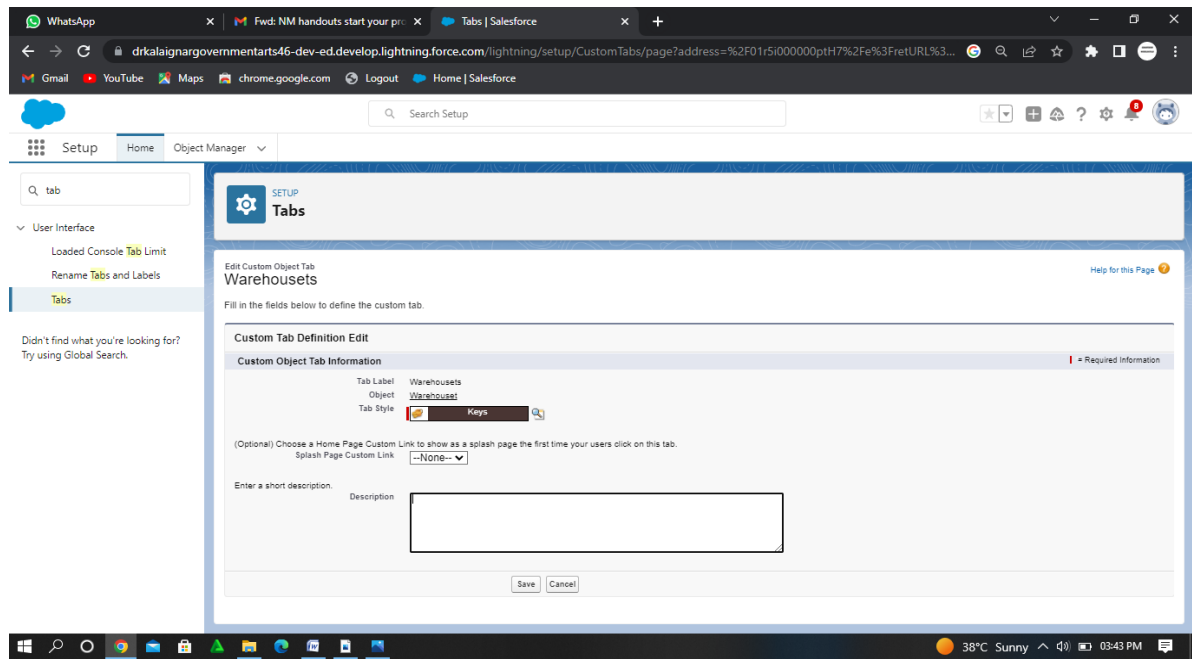 WhatsApp
Fwd: NM handouts start your pro
Tabs | Salesforce
drkalaignargovernmentarts46-dev-ed.develop.lightning.force.com/lightning/setup/CustomTabs/page?address=%2F01r5i000000ptH7%2Fe%3FretURL%3...
Gmail YouTube Maps chrome.google.com Logout Home | Salesforce
Search Setup
8
Setup Home Object Manager
tab
User Interface
Loaded Console Tab Limit
Rename Tabs and Labels
Tabs
Didn't find what you're looking for?
Try using Global Search.
SETUP
Tabs
Edit Custom Object Tab
Warehousets
Help for this Page ?
Fill in the fields below to define the custom tab.
Custom Tab Definition Edit
Custom Object Tab Information
= Required Information
Tab Label Warehousets
Object Warehouset
Tab Style Keys
(Optional) Choose a Home Page Custom Link to show as a splash page the first time your users click on this tab.
Splash Page Custom Link --None--
Enter a short description.
Description
Save Cancel
38°C Sunny 03:43 PM